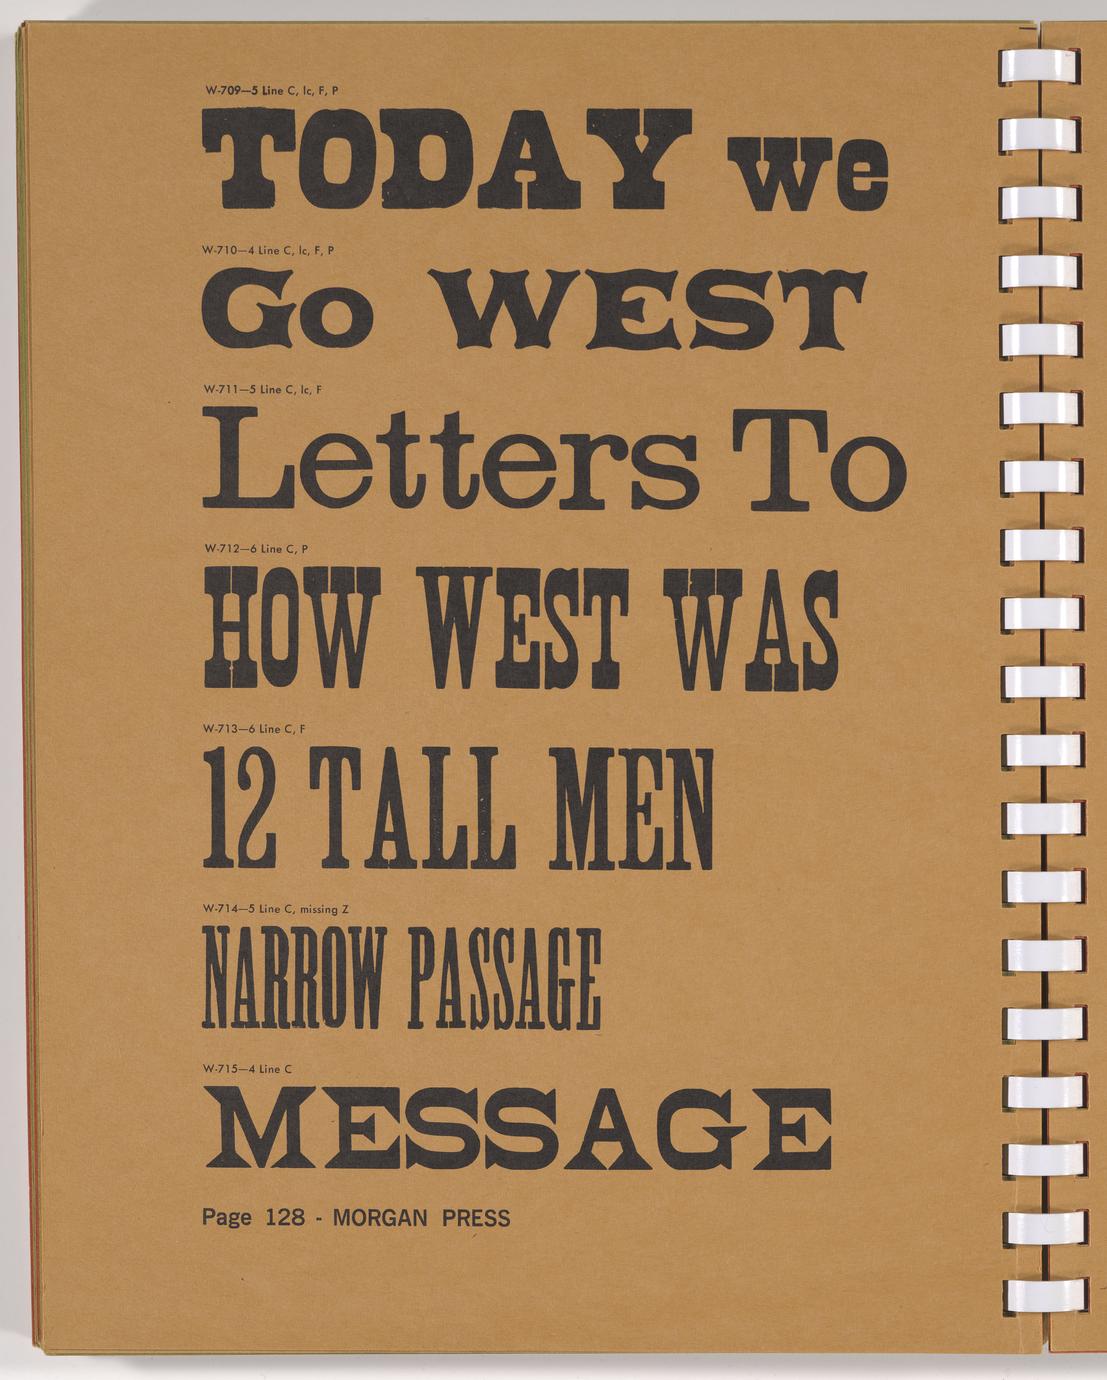 W-709—5 Line C, lc, F, P
TODAY we
W-710—4 Line C, lc, F, P
Go WEST
W-711—5 Line C, lc, F
Letters To
W-712—6 Line C, P
HOW WEST WAS
W-713—6 Line C, F
12 TALL MEN
W-714—5 Line C, missing Z
NARROW PASSAGE
W-715—4 Line C
MESSAGE
Page 128 - MORGAN PRESS